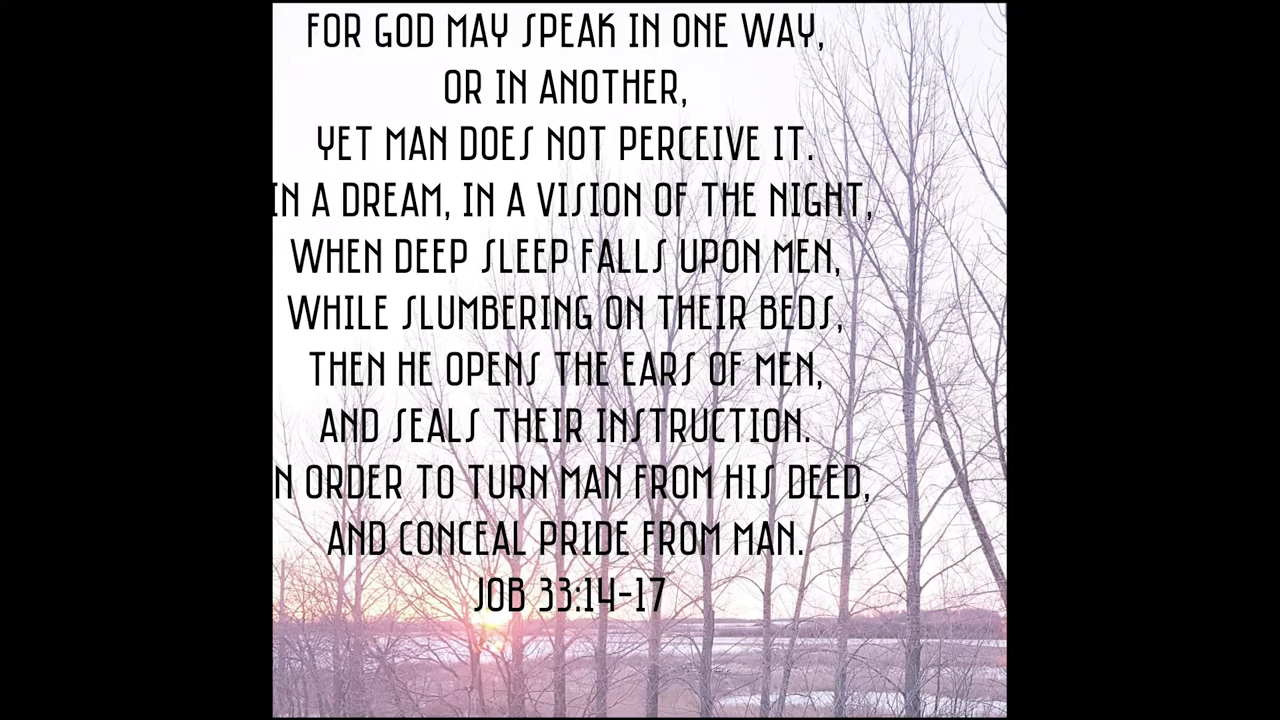 FOR GOD MAY SPEAK IN ONE WAY,
OR IN ANOTHER,
YET MAN DOES NOT PERCEIVE IT.
IN A DREAM, IN A VISION OF THE NIGHT,
WHEN DEEP SLEEP FALLS UPON MEN,
WHILE SLUMBERING ON THEIR BEDS,
THEN HE OPENS THE EARS OF MEN,
AND SEALS THEIR INSTRUCTION.
N ORDER TO TURN MAN FROM HIS DEED,
AND CONCEAL PRIDE FROM MAN.
JOB 33:14-17